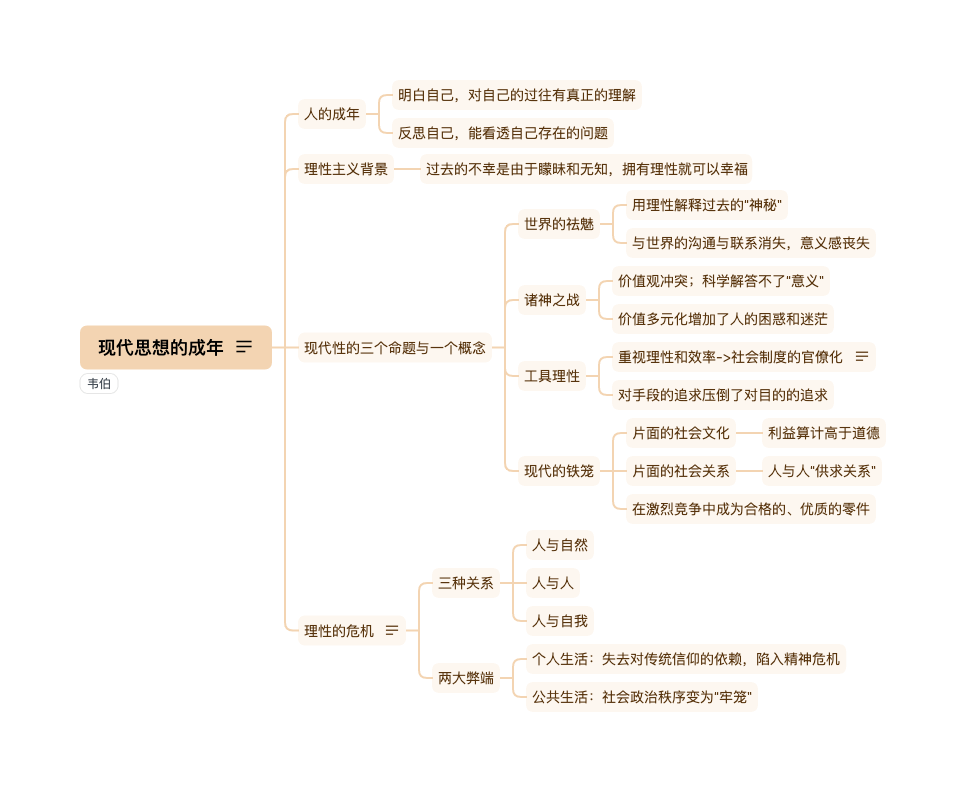 现代思想的成年
韦伯
人的成年
明白自己，对自己的过往有真正的理解
反思自己，能看透自己存在的问题
理性主义背景
过去的不幸是由于矇昧和无知，拥有理性就可以幸福
现代性的三个命题与一个概念
世界的祛魅
用理性解释过去的"神秘"
与世界的沟通与联系消失，意义感丧失
诸神之战
价值观冲突；科学解答不了"意义"
价值多元化增加了人的困惑和迷茫
工具理性
重视理性和效率->社会制度的官僚化
对手段的追求压倒了对目的的追求
现代的铁笼
片面的社会文化
利益算计高于道德
片面的社会关系
人与人"供求关系"
在激烈竞争中成为合格的、优质的零件
理性的危机
三种关系
人与自然
人与人
人与自我
两大弊端
个人生活：失去对传统信仰的依赖，陷入精神危机
公共生活：社会政治秩序变为"牢笼"